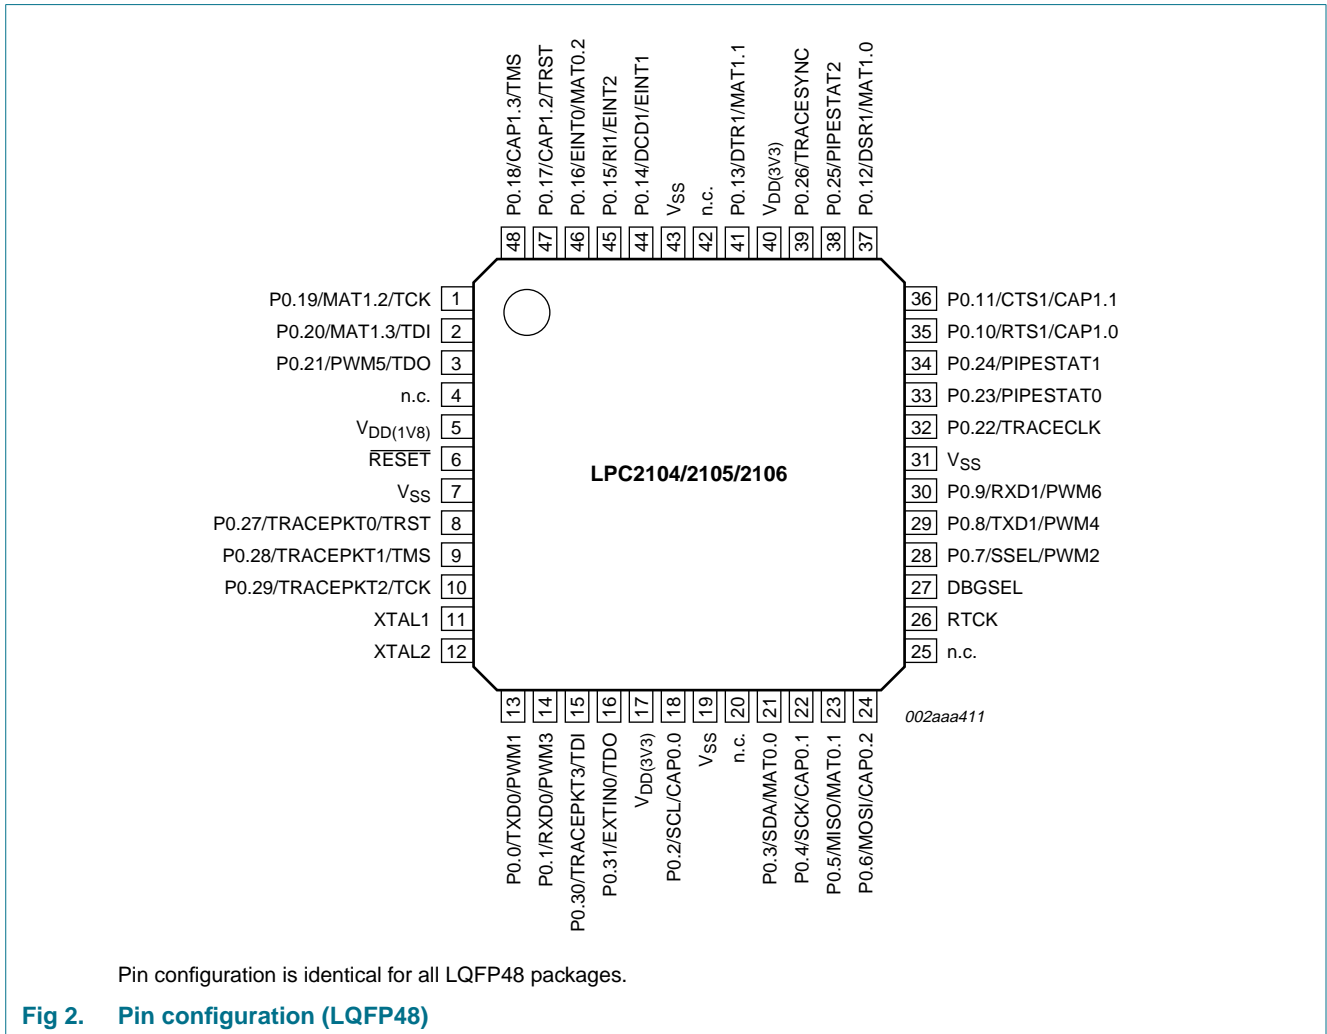 P0.18/CAP1.3/TMS
P0.17/CAP1.2/TRST
P0.16/EINT0/MAT0.2
P0.15/RI1/EINT2
P0.14/DCD1/EINT1
VSS
n.c.
P0.13/DTR1/MAT1.1
VDD(3V3)
P0.26/TRACESYNC
P0.25/PIPESTAT2
P0.12/DSR1/MAT1.0
48
47
46
45
44
43
42
41
40
39
38
37
P0.19/MAT1.2/TCK 1
P0.20/MAT1.3/TDI 2
P0.21/PWM5/TDO 3
n.c. 4
VDD(1V8) 5
RESET 6
VSS 7
P0.27/TRACEPKT0/TRST 8
P0.28/TRACEPKT1/TMS 9
P0.29/TRACEPKT2/TCK 10
XTAL1 11
XTAL2 12
LPC2104/2105/2106
36 P0.11/CTS1/CAP1.1
35 P0.10/RTS1/CAP1.0
34 P0.24/PIPESTAT1
33 P0.23/PIPESTAT0
32 P0.22/TRACECLK
31 VSS
30 P0.9/RXD1/PWM6
29 P0.8/TXD1/PWM4
28 P0.7/SSEL/PWM2
27 DBGSEL
26 RTCK
25 n.c.
13
14
15
16
17
18
19
20
21
22
23
24
P0.0/TXD0/PWM1
P0.1/RXD0/PWM3
P0.30/TRACEPKT3/TDI
P0.31/EXTIN0/TDO
VDD(3V3)
P0.2/SCL/CAP0.0
VSS
n.c.
P0.3/SDA/MAT0.0
P0.4/SCK/CAP0.1
P0.5/MISO/MAT0.1
P0.6/MOSI/CAP0.2
002aaa411
Pin configuration is identical for all LQFP48 packages.
Fig 2. Pin configuration (LQFP48)